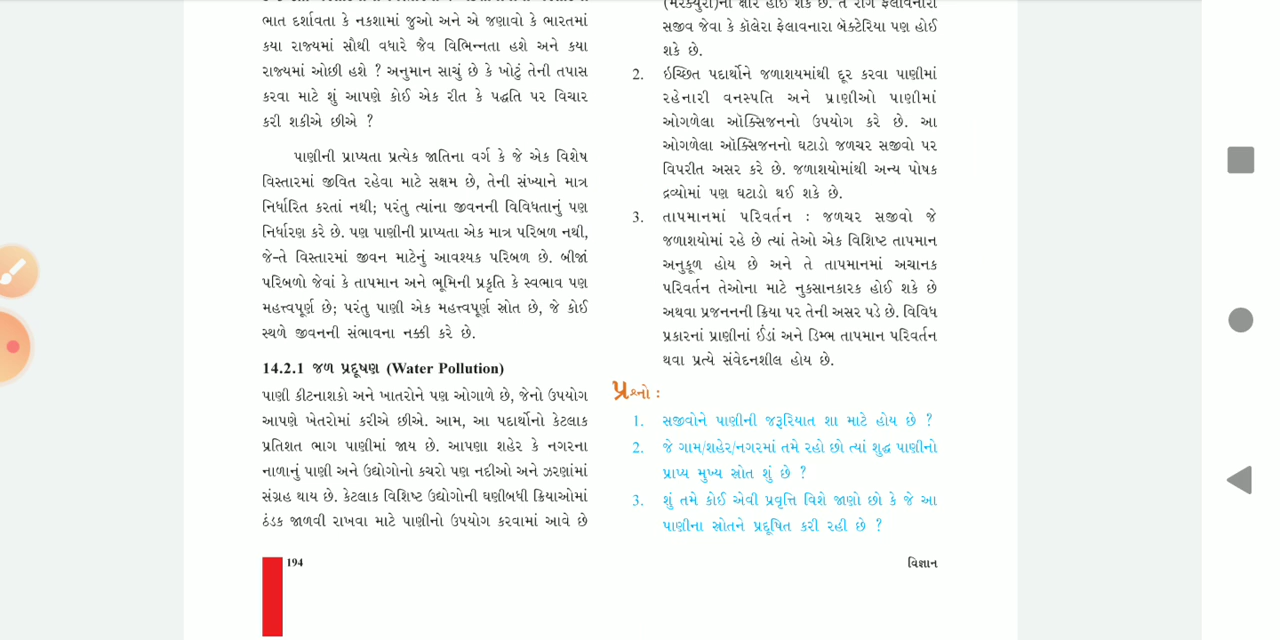 ભાત દર્શાવતા કે નકશામાં જુઓ અને એ જણાવો કે ભારતમાં
કયા રાજ્યમાં સૌથી વધારે જૈવ વિભિન્નતા હશે અને કયા
રાજ્યમાં ઓછી હશે ? અનુમાન સાચું છે કે ખોટું તેની તપાસ
કરવા માટે શું આપણે કોઈ એક રીત કે પદ્ધતિ પર વિચાર
કરી શકીએ છીએ ?
પાણીની પ્રાપ્યતા પ્રત્યેક જાતિના વર્ગ કે જે એક વિશેષ
વિસ્તારમાં જીવિત રહેવા માટે સક્ષમ છે, તેની સંખ્યાને માત્ર
નિર્ધારિત કરતાં નથી; પરંતુ ત્યાંના જીવનની વિવિધતાનું પણ
નિર્ધારણ કરે છે. પણ પાણીની પ્રાપ્યતા એક માત્ર પરિબળ નથી,
જે-તે વિસ્તારમાં જીવન માટેનું આવશ્યક પરિબળ છે. બીજાં
પરિબળો જેવાં કે તાપમાન અને ભૂમિની પ્રકૃતિ કે સ્વભાવ પણ
મહત્ત્વપૂર્ણ છે; પરંતુ પાણી એક મહત્ત્વપૂર્ણ સ્રોત છે, જે કોઈ
સ્થળે જીવનની સંભાવના નક્કી કરે છે.
14.2.1 જળ પ્રદૂષણ (Water Pollution)
પાણી કીટનાશકો અને ખાતરોને પણ ઓગાળે છે, જેનો ઉપયોગ
આપણે ખેતરોમાં કરીએ છીએ. આમ, આ પદાર્થોનો કેટલાક
પ્રતિશત ભાગ પાણીમાં જાય છે. આપણા શહેર કે નગરના
નાળાનું પાણી અને ઉદ્યોગોનો કચરો પણ નદીઓ અને ઝરણાંમાં
સંગ્રહ થાય છે. કેટલાક વિશિષ્ટ ઉદ્યોગોની ઘણીબધી ક્રિયાઓમાં
ઠંડક જાળવી રાખવા માટે પાણીનો ઉપયોગ કરવામાં આવે છે
194
(મરક્યુરી)ના ક્ષાર હોઈ શકે છે. તે રોગ ફેલાવનારા
સજીવ જેવા કે કૉલેરા ફેલાવનારા બૅક્ટેરિયા પણ હોઈ
શકે છે.
2. ઇચ્છિત પદાર્થોને જળાશયમાંથી દૂર કરવા પાણીમાં
રહેનારી વનસ્પતિ અને પ્રાણીઓ પાણીમાં
ઓગળેલા ઑક્સિજનનો ઉપયોગ કરે છે. આ
ઓગળેલા ઑક્સિજનનો ઘટાડો જળચર સજીવો પર
વિપરીત અસર કરે છે. જળાશયોમાંથી અન્ય પોષક
દ્રવ્યોમાં પણ ઘટાડો થઈ શકે છે.
3. તાપમાનમાં પરિવર્તન : જળચર સજીવો જે
જળાશયોમાં રહે છે ત્યાં તેઓ એક વિશિષ્ટ તાપમાન
અનુકૂળ હોય છે અને તે તાપમાનમાં અચાનક
પરિવર્તન તેઓના માટે નુકસાનકારક હોઈ શકે છે
અથવા પ્રજનનની ક્રિયા પર તેની અસર પડે છે. વિવિધ
પ્રકારનાં પ્રાણીનાં ઈંડાં અને ડિમ્ભ તાપમાન પરિવર્તન
થવા પ્રત્યે સંવેદનશીલ હોય છે.
પ્રશ્નો :
1. સજીવોને પાણીની જરૂરિયાત શા માટે હોય છે ?
2. જે ગામ/શહેર/નગરમાં તમે રહો છો ત્યાં શુદ્ધ પાણીનો
પ્રાપ્ય મુખ્ય સ્રોત શું છે ?
3. શું તમે કોઈ એવી પ્રવૃત્તિ વિશે જાણો છો કે જે આ
પાણીના સ્રોતને પ્રદૂષિત કરી રહી છે ?
વિજ્ઞાન